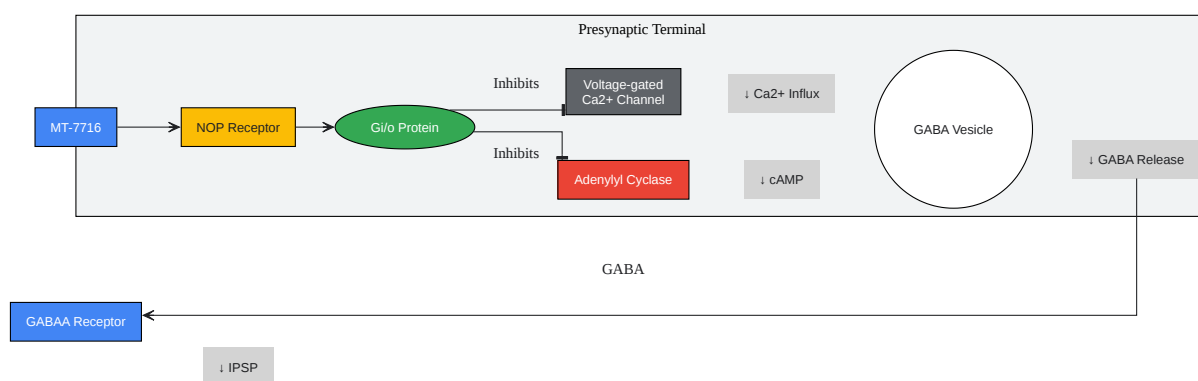 Presynaptic Terminal
Inhibits
Voltage-gated
Ca2+ Channel
↓ Ca2+ Influx
MT-7716
NOP Receptor
Gi/o Protein
GABA Vesicle
Inhibits
↓ GABA Release
Adenylyl Cyclase
↓ cAMP
GABA
GABAA Receptor
↓ IPSP